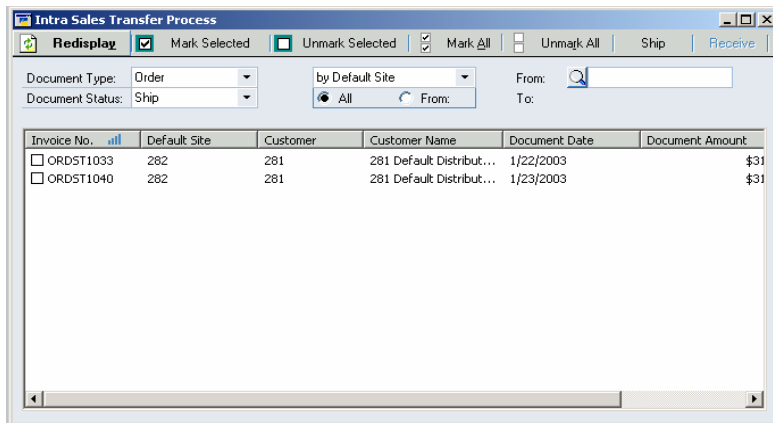 Intra Sales Transfer Process
Redisplay Mark Selected Unmark Selected Mark All Unmark All Ship Receive
Document Type: Order by Default Site From:
Document Status: Ship All From: To:
Invoice No. Default Site Customer Customer Name Document Date Document Amount
ORDST1033 282 281 281 Default Distribut... 1/22/2003 $31
ORDST1040 282 281 281 Default Distribut... 1/23/2003 $31